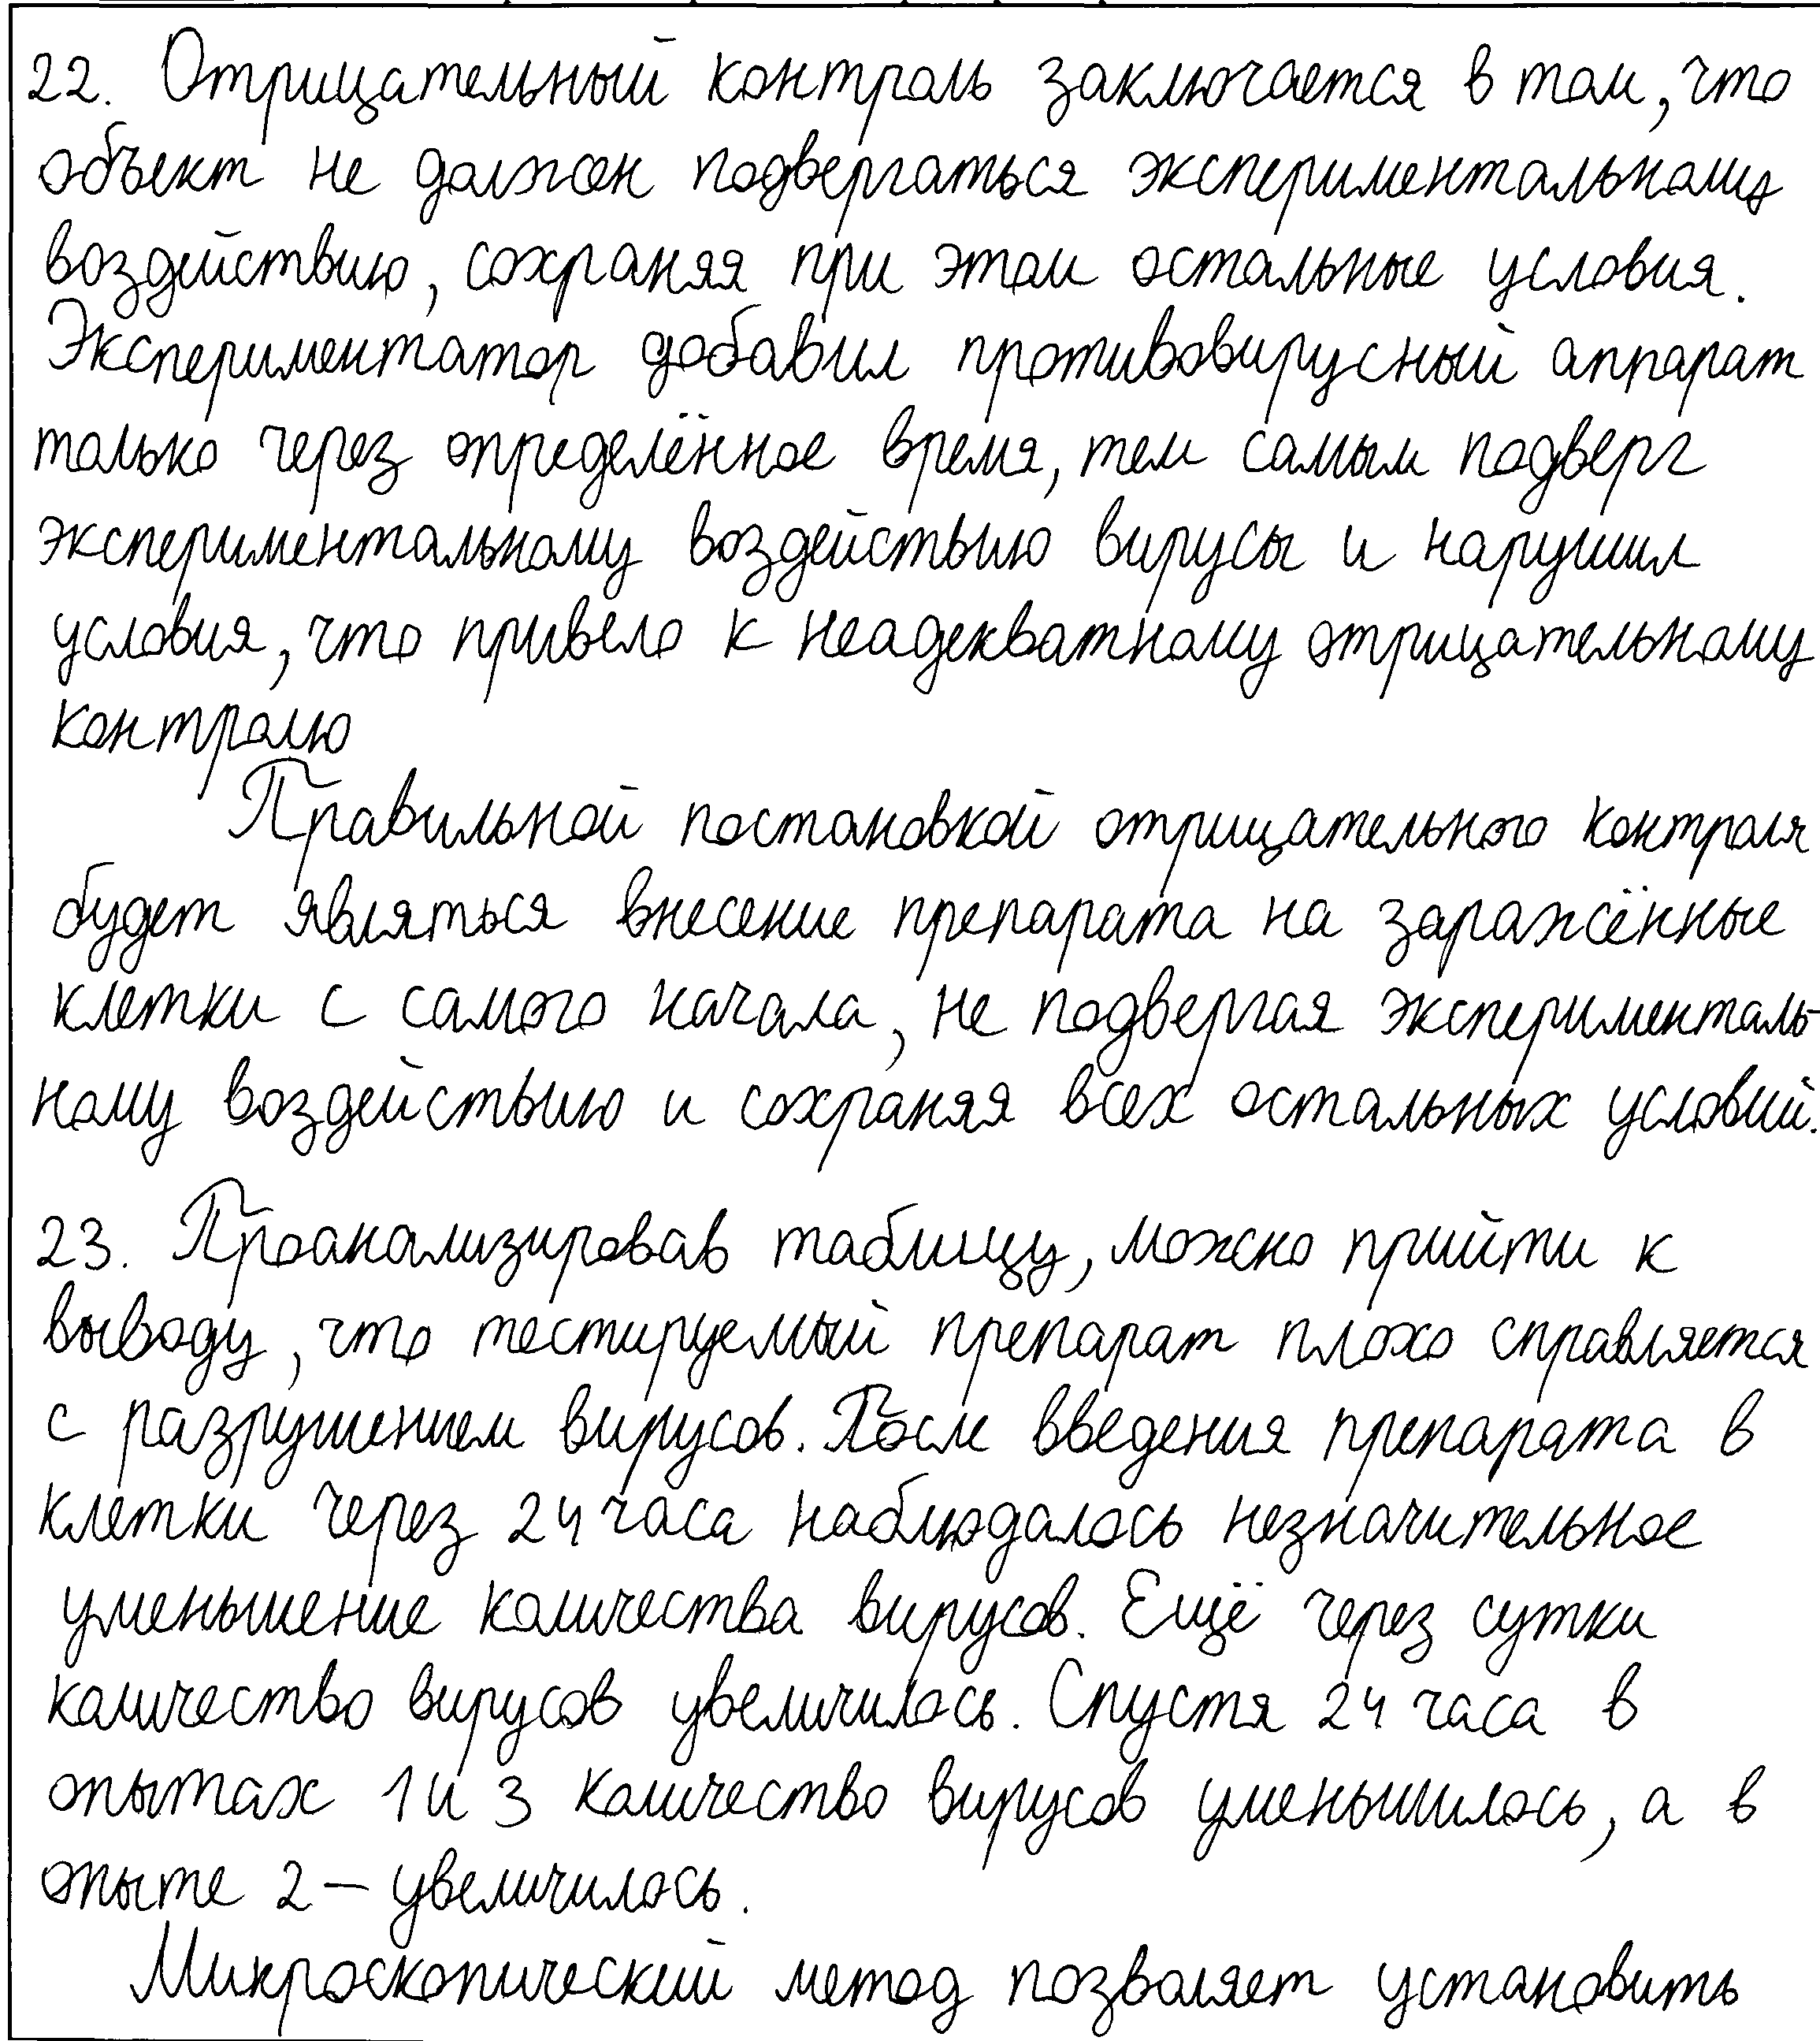 22. Отрицательный контроль заключается в том, что
объект не должен подвергаться экспериментальному
воздействию, сохраняя при этом остальные условия.
Экспериментатор добавил противовирусный аппарат
только через определённое время, тем самым подверг
экспериментальному воздействию вирусы и нарушил
условия, что привело к неадекватному отрицательному
контролю
Правильной постановкой отрицательного контроля
будет являться внесение препарата на заражённые
клетки с самого начала, не подвергая эксперименталь-
ному воздействию и сохраняя всех остальных условий.
23. Проанализировав таблицу, можно прийти к
выводу, что тестируемый препарат плохо справляется
с разрушением вирусов. После введения препарата в
клетки через 24 часа наблюдалось незначительное
уменьшение количества вирусов. Ещё через сутки
количество вирусов увеличилось. Спустя 24 часа в
опытах 1 и 3 количество вирусов уменьшилось, а в
опыте 2 – увеличилось.
Микроскопический метод позволяет установить